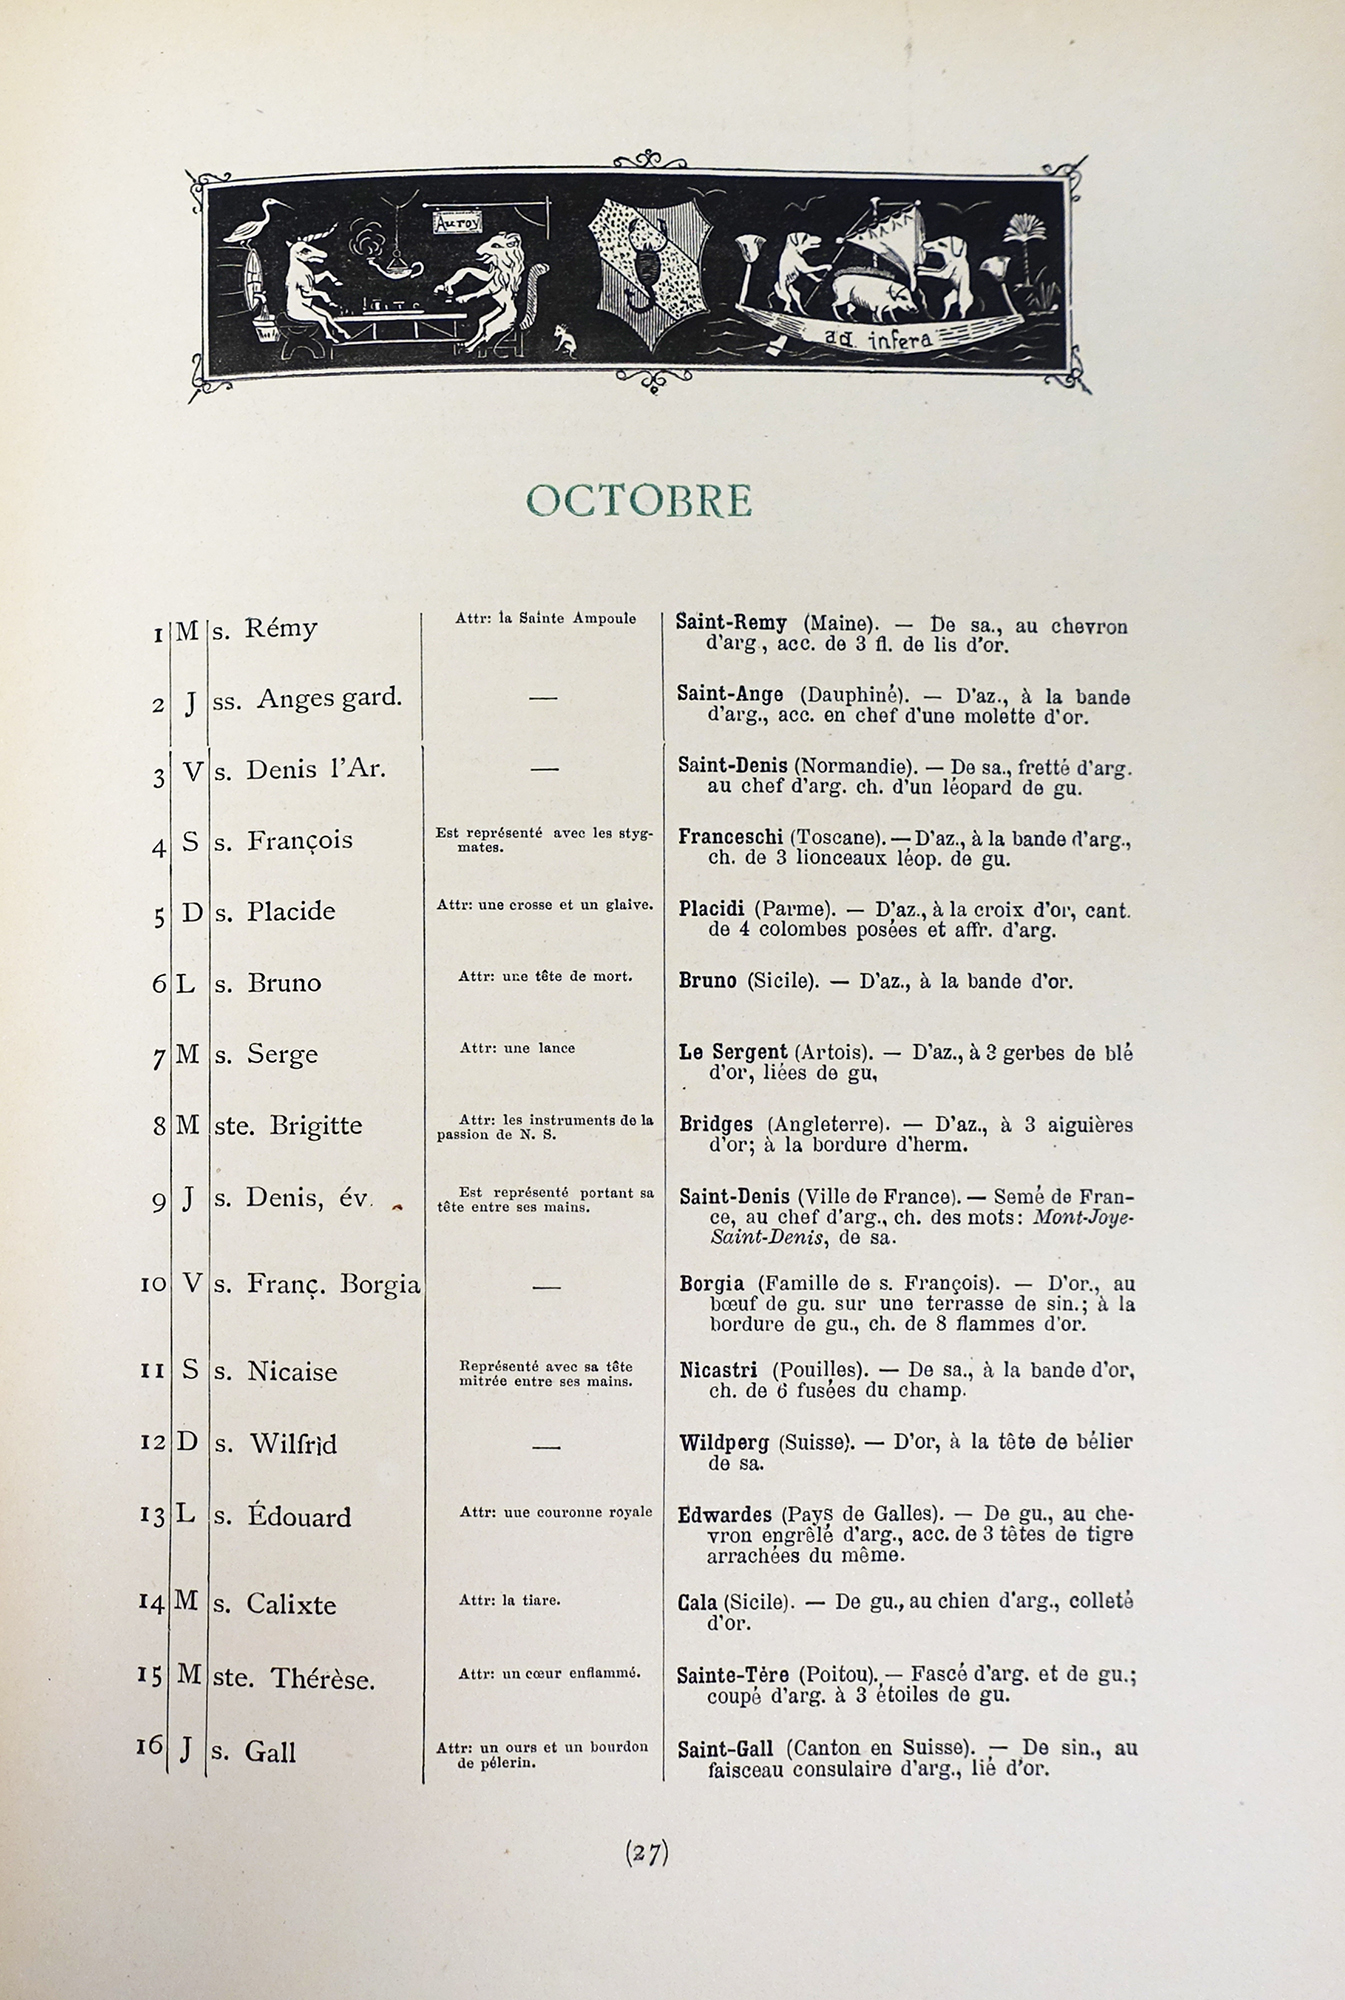 Au roy
ad. infera
OCTOBRE
1 M s. Rémy Attr: la Sainte Ampoule Saint-Remy (Maine). — De sa., au chevron
d'arg., acc. de 3 fl. de lis d'or.
2 J ss. Anges gard. — Saint-Ange (Dauphiné). — D'az., à la bande
d'arg., acc. en chef d'une molette d'or.
3 V s. Denis l'Ar. — Saint-Denis (Normandie). — De sa., fretté d'arg.
au chef d'arg. ch. d'un léopard de gu.
4 S s. François Est représenté avec les styg- Franceschi (Toscane). — D'az., à la bande d'arg.,
mates. ch. de 3 lionceaux léop. de gu.
5 D s. Placide Attr: une crosse et un glaive. Placidi (Parme). — D'az., à la croix d'or, cant.
de 4 colombes posées et affr. d'arg.
6 L s. Bruno Attr: une tête de mort. Bruno (Sicile). — D'az., à la bande d'or.
7 M s. Serge Attr: une lance Le Sergent (Artois). — D'az., à 3 gerbes de blé
d'or, liées de gu,
8 M ste. Brigitte Attr: les instruments de la Bridges (Angleterre). — D'az., à 3 aiguières
passion de N. S. d'or; à la bordure d'herm.
9 J s. Denis, év. Est représenté portant sa Saint-Denis (Ville de France). — Semé de Fran-
tête entre ses mains. ce, au chef d'arg., ch. des mots: Mont-Joye-
Saint-Denis, de sa.
10 V s. Franç. Borgia — Borgia (Famille de s. François). — D'or., au
bœuf de gu. sur une terrasse de sin.; à la
bordure de gu., ch. de 8 flammes d'or.
11 S s. Nicaise Représenté avec sa tête Nicastri (Pouilles). — De sa., à la bande d'or,
mitrée entre ses mains. ch. de 6 fusées du champ.
12 D s. Wilfrid — Wildperg (Suisse). — D'or, à la tête de bélier
de sa.
13 L s. Édouard Attr: une couronne royale Edwardes (Pays de Galles). — De gu., au che-
vron engrêlé d'arg., acc. de 3 têtes de tigre
arrachées du même.
14 M s. Calixte Attr: la tiare. Cala (Sicile). — De gu., au chien d'arg., colleté
d'or.
15 M ste. Thérèse. Attr: un cœur enflammé. Sainte-Tère (Poitou). — Fascé d'arg. et de gu.;
coupé d'arg. à 3 étoiles de gu.
16 J s. Gall Attr: un ours et un bourdon Saint-Gall (Canton en Suisse). — De sin., au
de pélerin. faisceau consulaire d'arg., lié d'or.
(27)